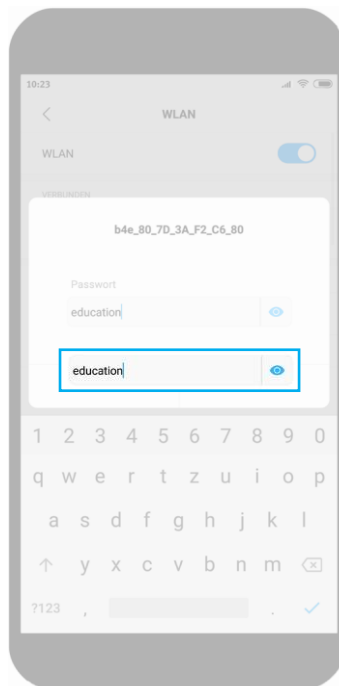 10:23
WLAN
WLAN
VERBUNDEN
b4e_80_7D_3A_F2_C6_80
Passwort
education
education
1 2 3 4 5 6 7 8 9 0
q w e r t z u i o p
a s d f g h j k l
y x c v b n m
?123 , .